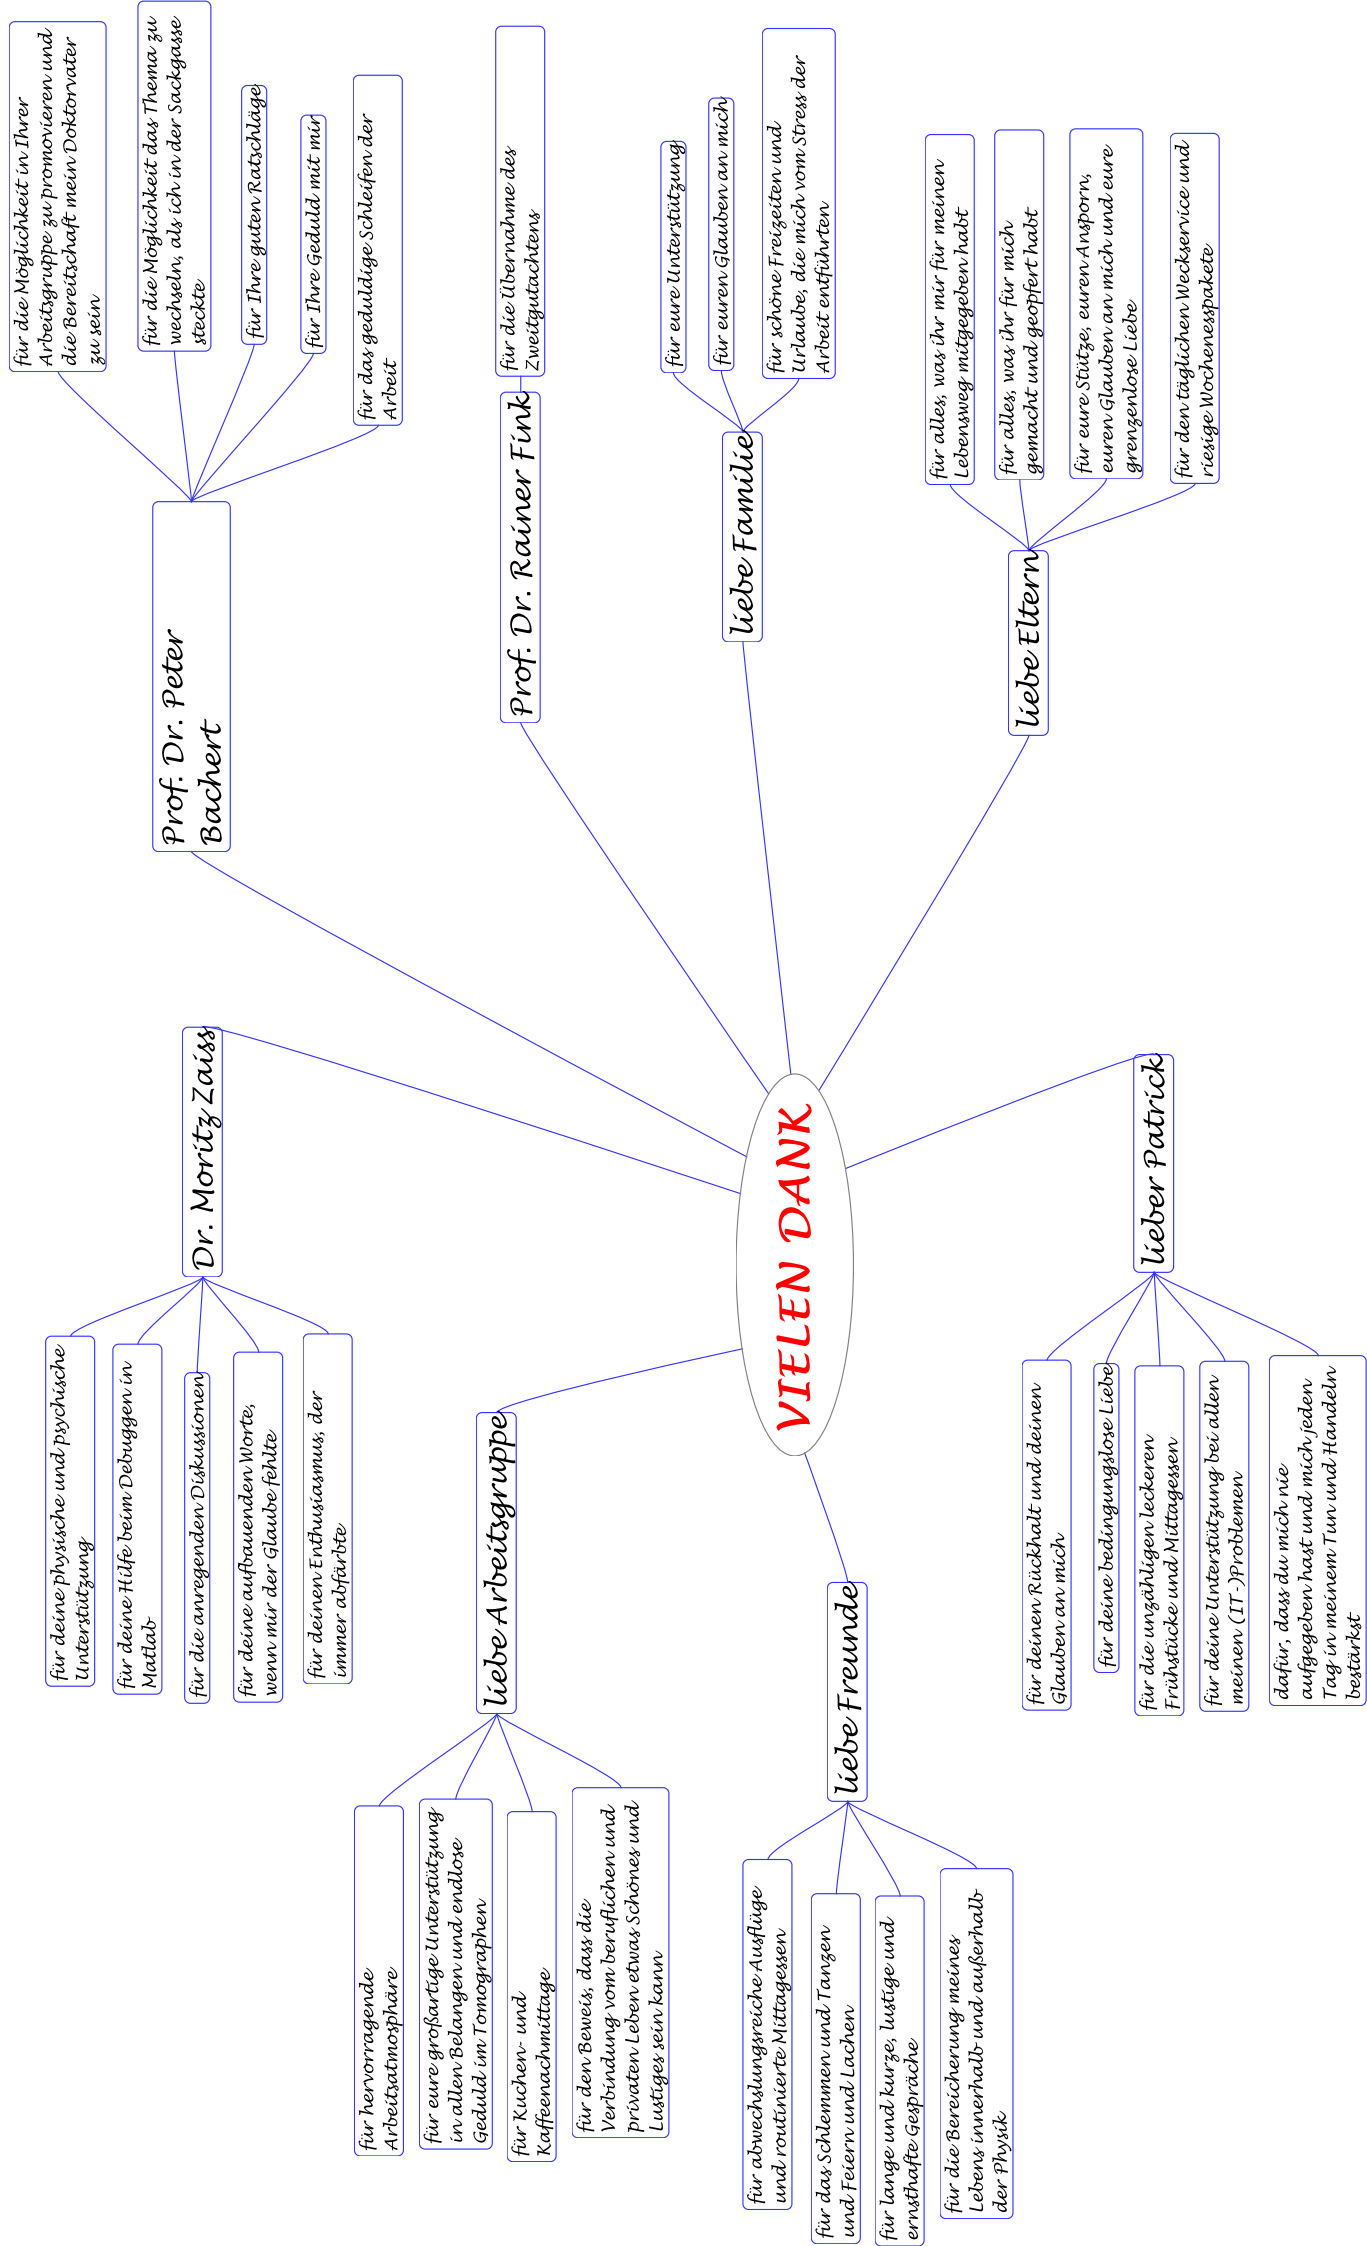 VIELEN DANK
Dr. Moritz Zaiss
für deine physische und psychische
Unterstützung
für deine Hilfe beim Debuggen in
Matlab
für die anregenden Diskussionen
für deine aufbauenden Worte,
wenn mir der Glaube fehlte
für deinen Enthusiasmus, der
immer abfärbte
liebe Arbeitsgruppe
für hervorragende
Arbeitsatmosphäre
für eure großartige Unterstützung
in allen Belangen und endlose
Geduld im Tomographen
für Kuchen- und
Kaffeenachmittage
für den Beweis, dass die
Verbindung vom beruflichen und
privaten Leben etwas Schönes und
Lustiges sein kann
liebe Freunde
für abwechslungsreiche Ausflüge
und routinierte Mittagessen
für das Schlemmen und Tanzen
und Feiern und Lachen
für lange und kurze, lustige und
ernsthafte Gespräche
für die Bereicherung meines
Lebens innerhalb und außerhalb
der Physik
lieber Patrick
für deinen Rückhalt und deinen
Glauben an mich
für deine bedingungslose Liebe
für die unzähligen leckeren
Frühstücke und Mittagessen
für deine Unterstützung bei allen
meinen (IT-)Problemen
dafür, dass du mich nie
aufgegeben hast und mich jeden
Tag in meinem Tun und Handeln
bestärkst
Prof. Dr. Peter
Bachert
für die Möglichkeit in Ihrer
Arbeitsgruppe zu promovieren und
die Bereitschaft mein Doktorvater
zu sein
für die Möglichkeit das Thema zu
wechseln, als ich in der Sackgasse
steckte
für Ihre guten Ratschläge
für Ihre Geduld mit mir
für das geduldige Schleifen der
Arbeit
Prof. Dr. Rainer Fink
für die Übernahme des
Zweitgutachtens
liebe Familie
für eure Unterstützung
für euren Glauben an mich
für schöne Freizeiten und
Urlaube, die mich vom Stress der
Arbeit entführten
liebe Eltern
für alles, was ihr mir für meinen
Lebensweg mitgegeben habt
für alles, was ihr für mich
gemacht und geopfert habt
für eure Stütze, euren Ansporn,
euren Glauben an mich und eure
grenzenlose Liebe
für den täglichen Weckservice und
riesige Wochenesspakete